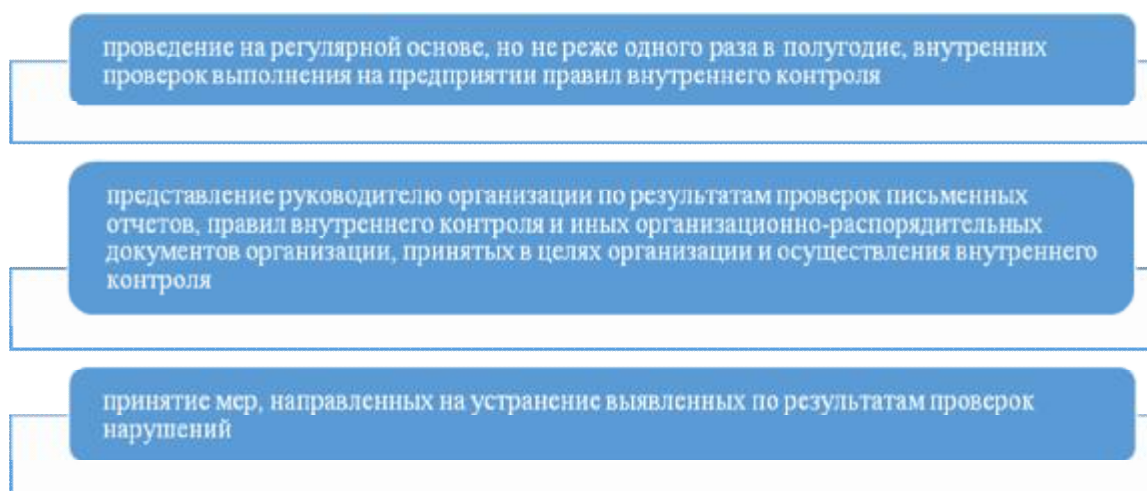 проведение на регулярной основе, но не реже одного раза в полугодие, внутренних
проверок выполнения на предприятии правил внутреннего контроля
представление руководителю организации по результатам проверок письменных
отчетов, правил внутреннего контроля и иных организационно-распорядительных
документов организации, принятых в целях организации и осуществления внутреннего
контроля
принятие мер, направленных на устранение выявленных по результатам проверок
нарушений